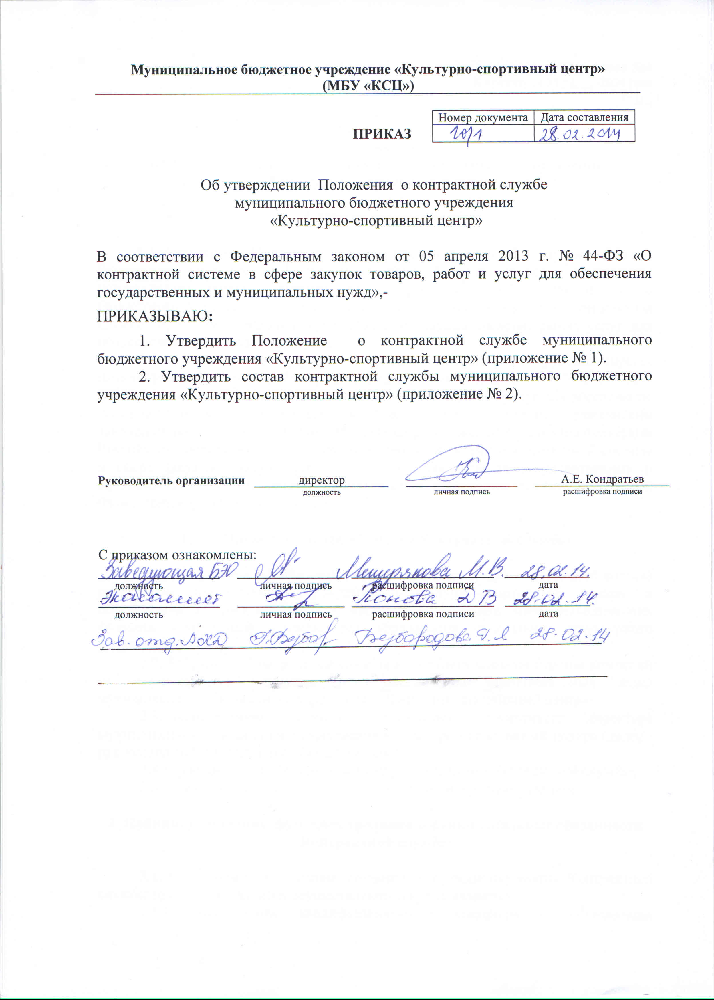 Муниципальное бюджетное учреждение «Культурно-спортивный центр»
(МБУ «КСЦ»)
Номер документа Дата составления
ПРИКАЗ 10/1 28.02.2014
Об утверждении Положения о контрактной службе
муниципального бюджетного учреждения
«Культурно-спортивный центр»
В соответствии с Федеральным законом от 05 апреля 2013 г. № 44-ФЗ «О
контрактной системе в сфере закупок товаров, работ и услуг для обеспечения
государственных и муниципальных нужд»,-
ПРИКАЗЫВАЮ:
1. Утвердить Положение о контрактной службе муниципального
бюджетного учреждения «Культурно-спортивный центр» (приложение № 1).
2. Утвердить состав контрактной службы муниципального бюджетного
учреждения «Культурно-спортивный центр» (приложение № 2).
Руководитель организации директор А.Е. Кондратьев
должность личная подпись расшифровка подписи
С приказом ознакомлены:
Заведующая БЭО Мещерякова М.В. 28.02.14.
должность личная подпись расшифровка подписи дата
Экономист Попова Д В 28.02.14.
должность личная подпись расшифровка подписи дата
Зав. отд. АХД Г.Безбор. Безбородова Г. Л 28.02.14